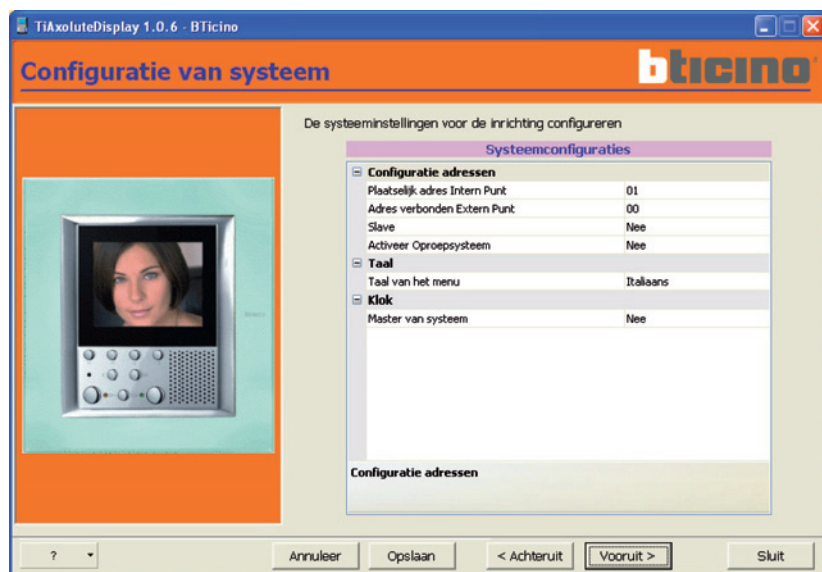 TiAxoluteDisplay 1.0.6 - BTicino
Configuratie van systeem
bticino
De systeeminstellingen voor de inrichting configureren
Systeemconfiguraties
Configuratie adressen
Plaatselijk adres Intern Punt 01
Adres verbonden Extern Punt 00
Slave Nee
Activeer Oproepsysteem Nee
Taal
Taal van het menu Italiaans
Klok
Master van systeem Nee
Configuratie adressen
? Annuleer Opslaan < Achteruit Vooruit > Sluit